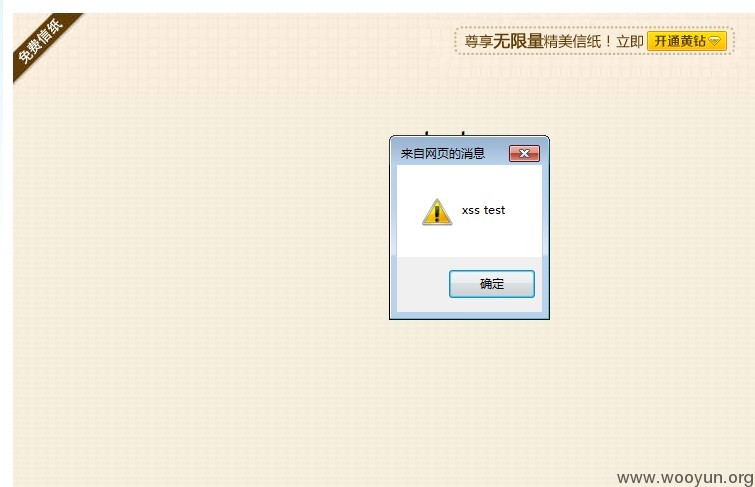 免费信纸
尊享无限量精美信纸！立即 开通黄钻
来自网页的消息
xss test
确定
www.wooyun.org